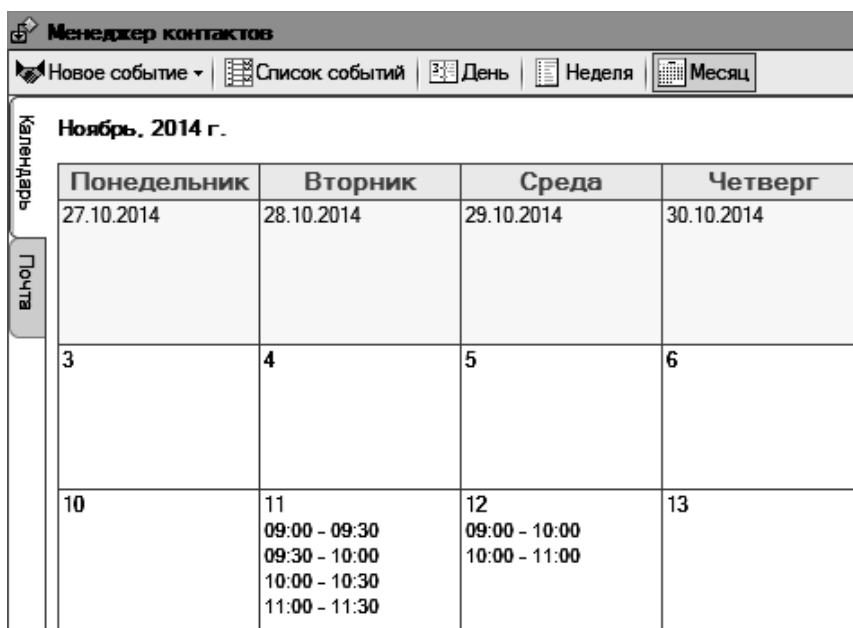 Менеджер контактов
Новое событие Список событий День Неделя Месяц
Календарь
Почта
Ноябрь, 2014 г.
Понедельник Вторник Среда Четверг
27.10.2014 28.10.2014 29.10.2014 30.10.2014
3 4 5 6
10 11 12 13
09:00 - 09:30 09:00 - 10:00
09:30 - 10:00 10:00 - 11:00
10:00 - 10:30
11:00 - 11:30